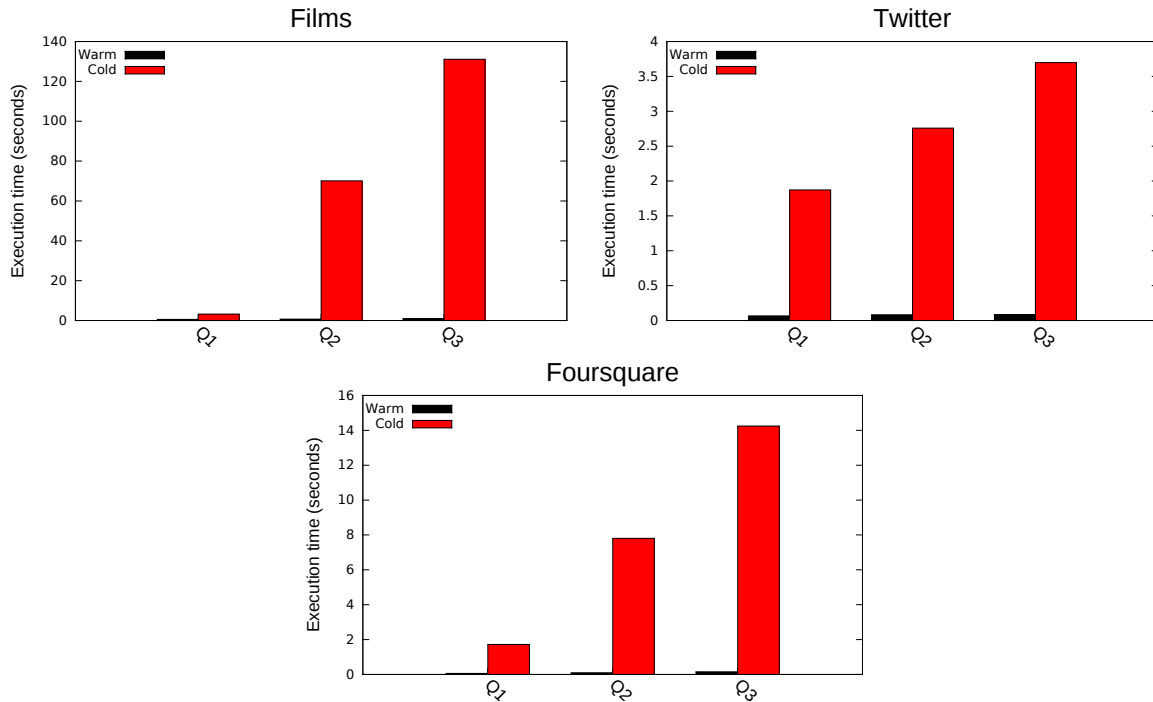 Films
Execution time (seconds)
140
120
100
80
60
40
20
0
Warm
Cold
Q1
Q2
Q3
Twitter
Execution time (seconds)
4
3.5
3
2.5
2
1.5
1
0.5
0
Warm
Cold
Q1
Q2
Q3
Foursquare
Execution time (seconds)
16
14
12
10
8
6
4
2
0
Warm
Cold
Q1
Q2
Q3